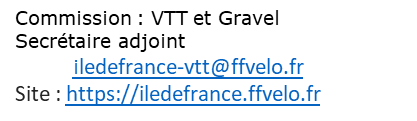 Commission : VTT et Gravel
Secrétaire adjoint
iledefrance-vtt@ffvelo.fr
Site : https://iledefrance.ffvelo.fr